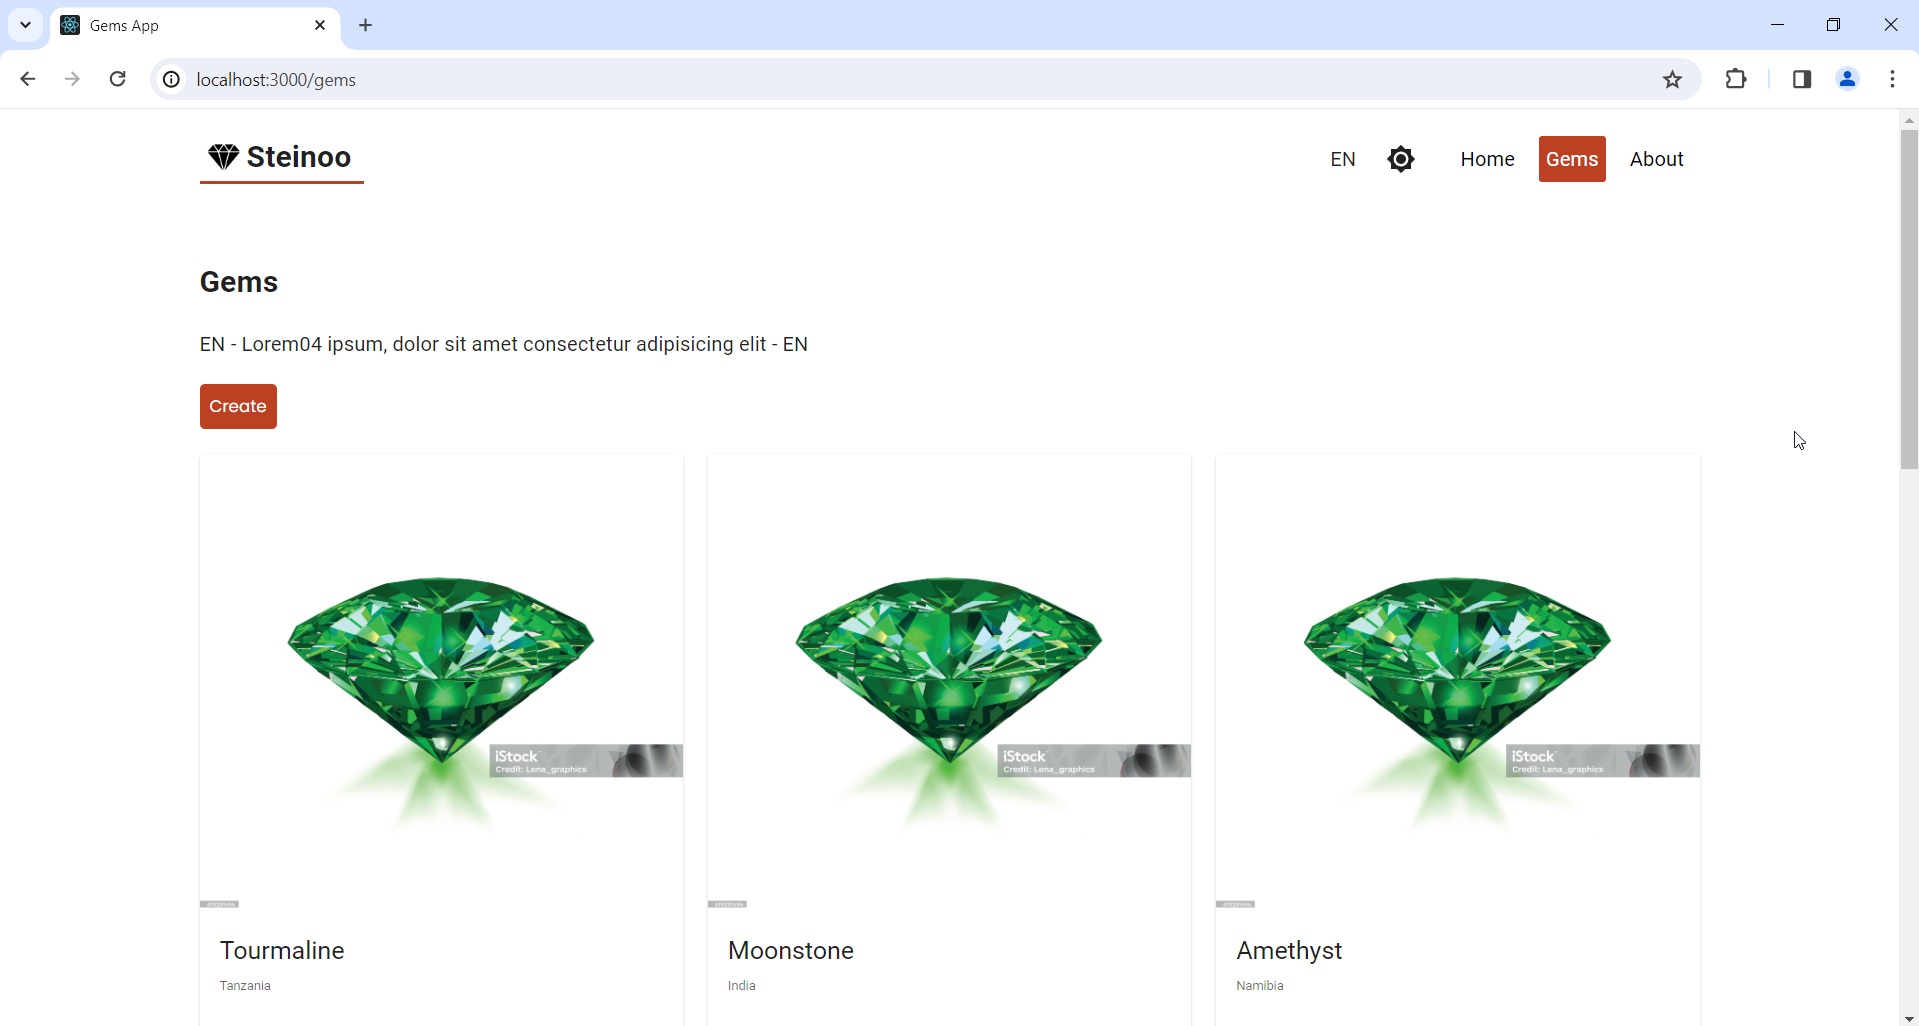 Gems App
localhost:3000/gems
Steinoo
EN
Home
Gems
About
Gems
EN - Lorem04 ipsum, dolor sit amet consectetur adipisicing elit - EN
Create
iStock
Credit: Lena_graphics
iStock
Credit: Lena_graphics
iStock
Credit: Lena_graphics
Tourmaline
Moonstone
Amethyst
Tanzania
India
Namibia